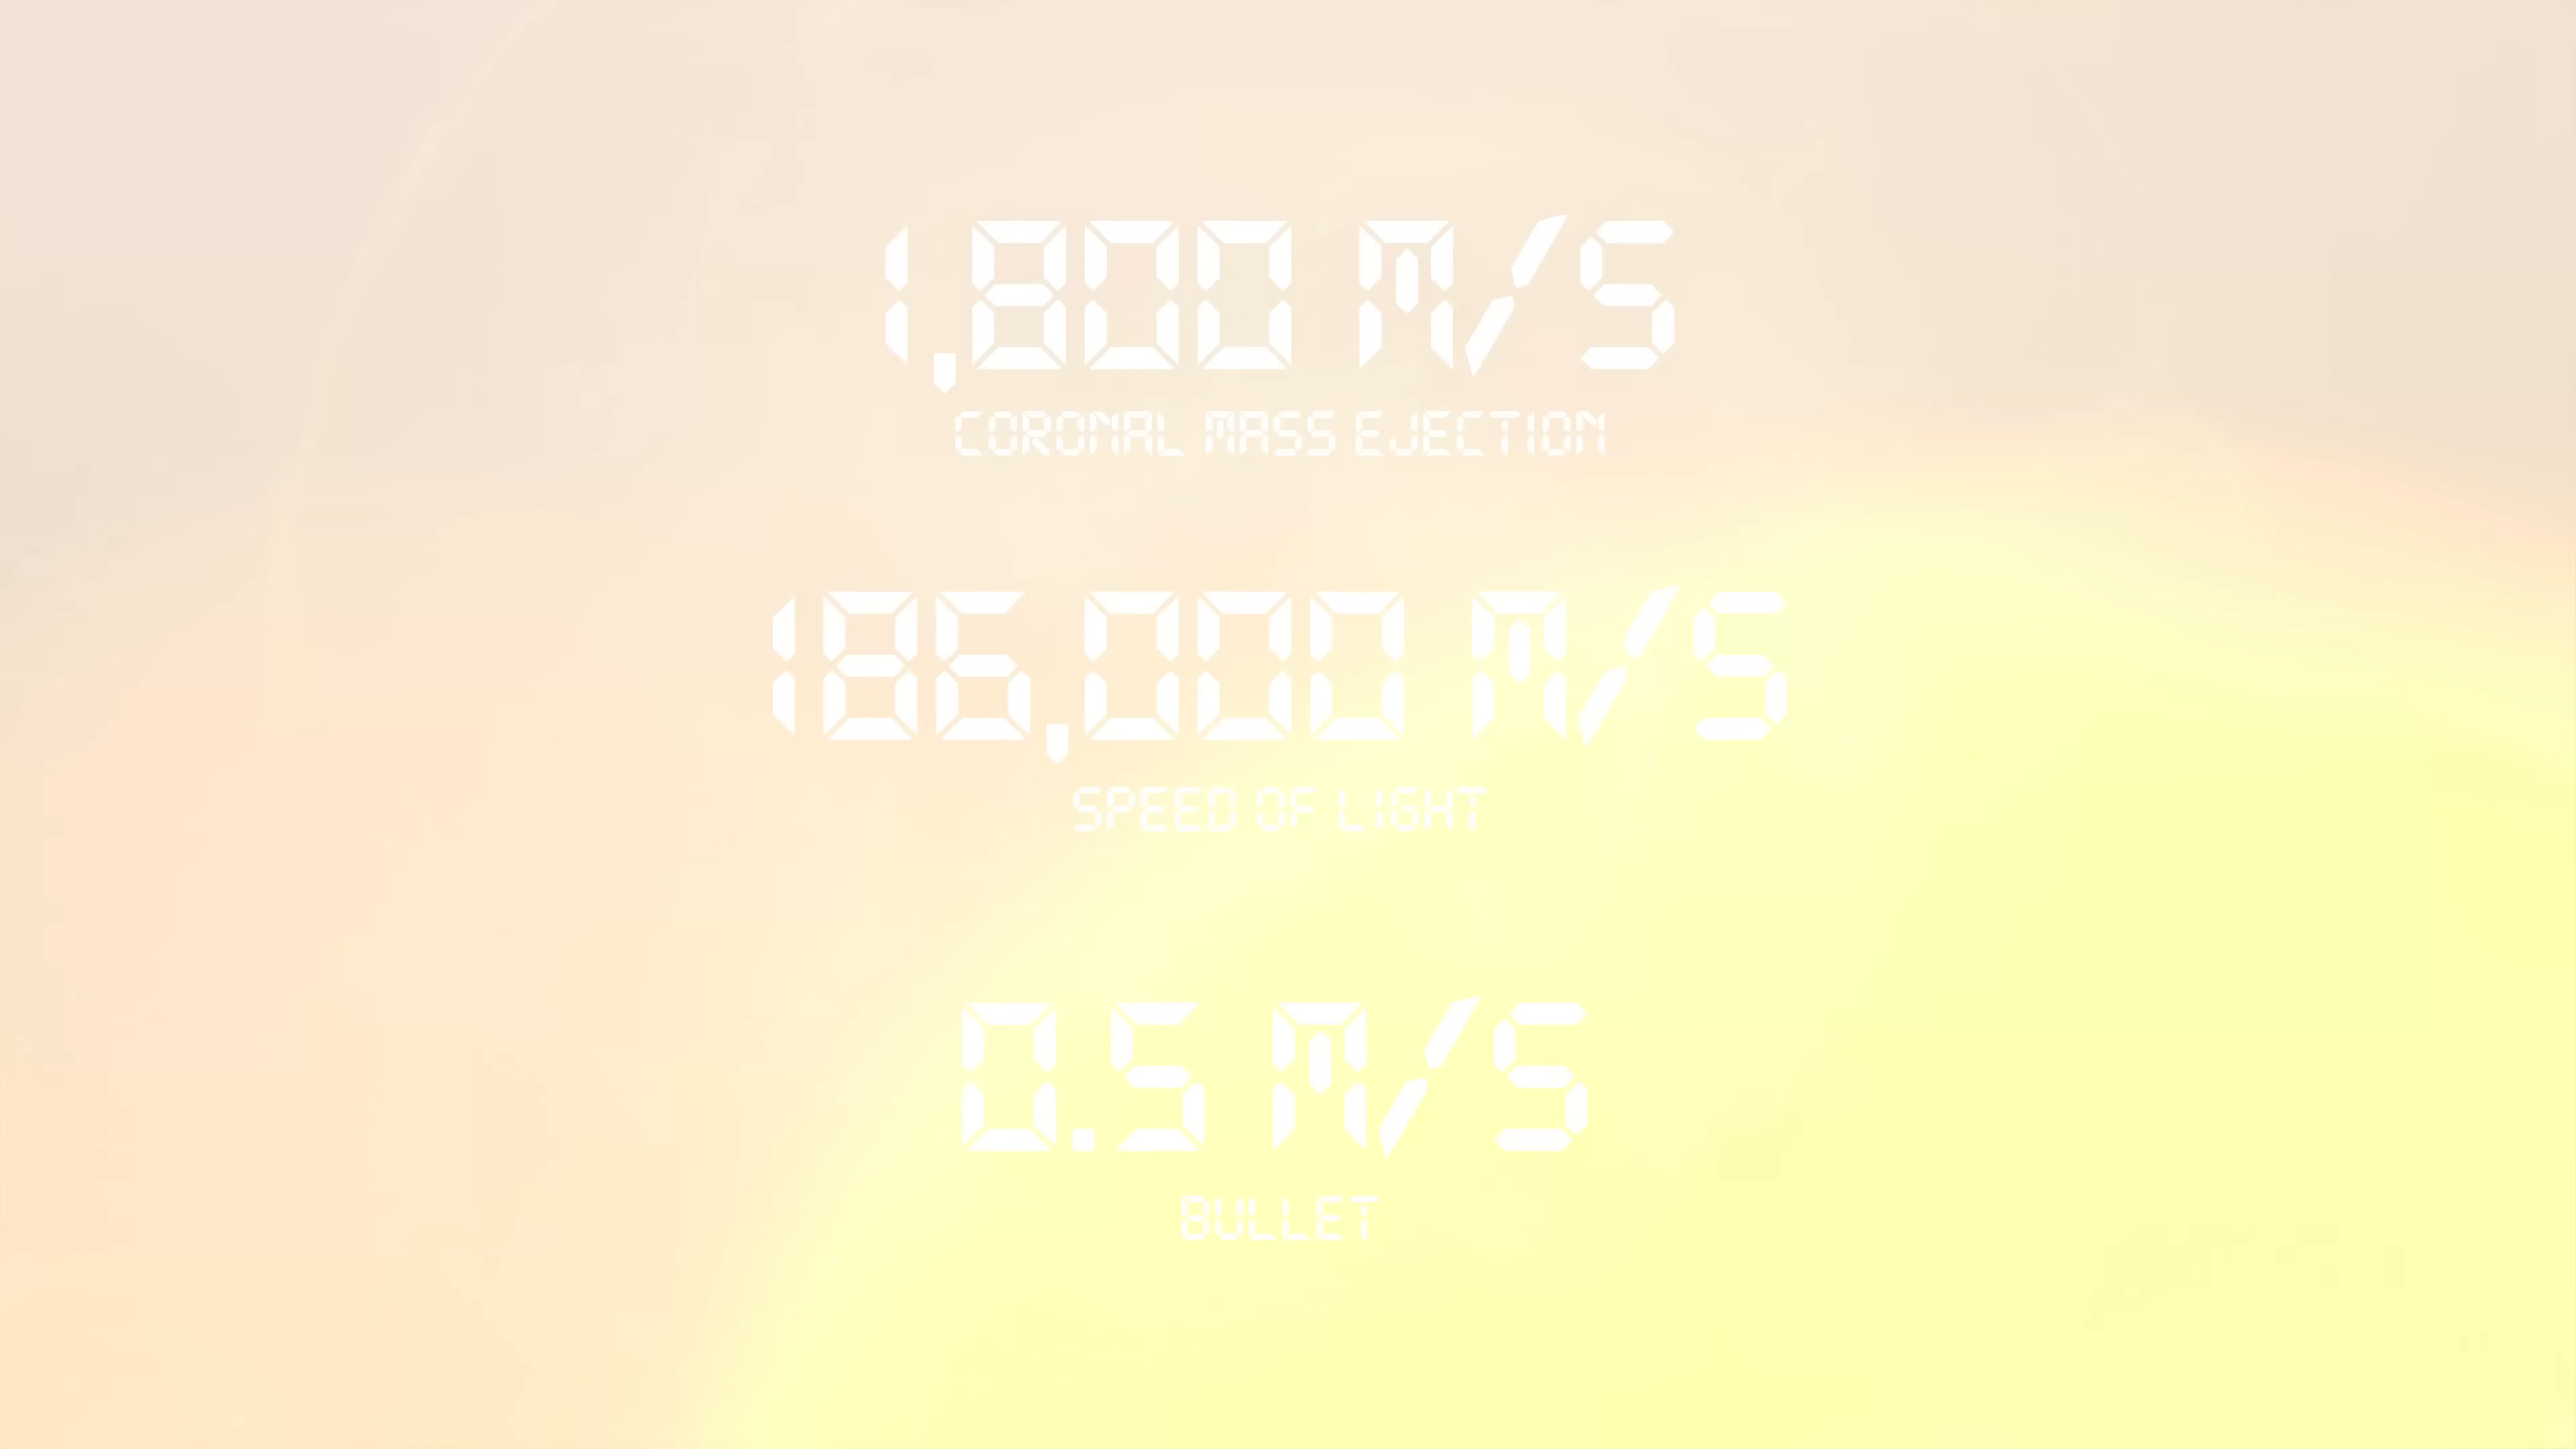 1,800 M/S
CORONAL MASS EJECTION
186,000 M/S
SPEED OF LIGHT
0.5 M/S
BULLET